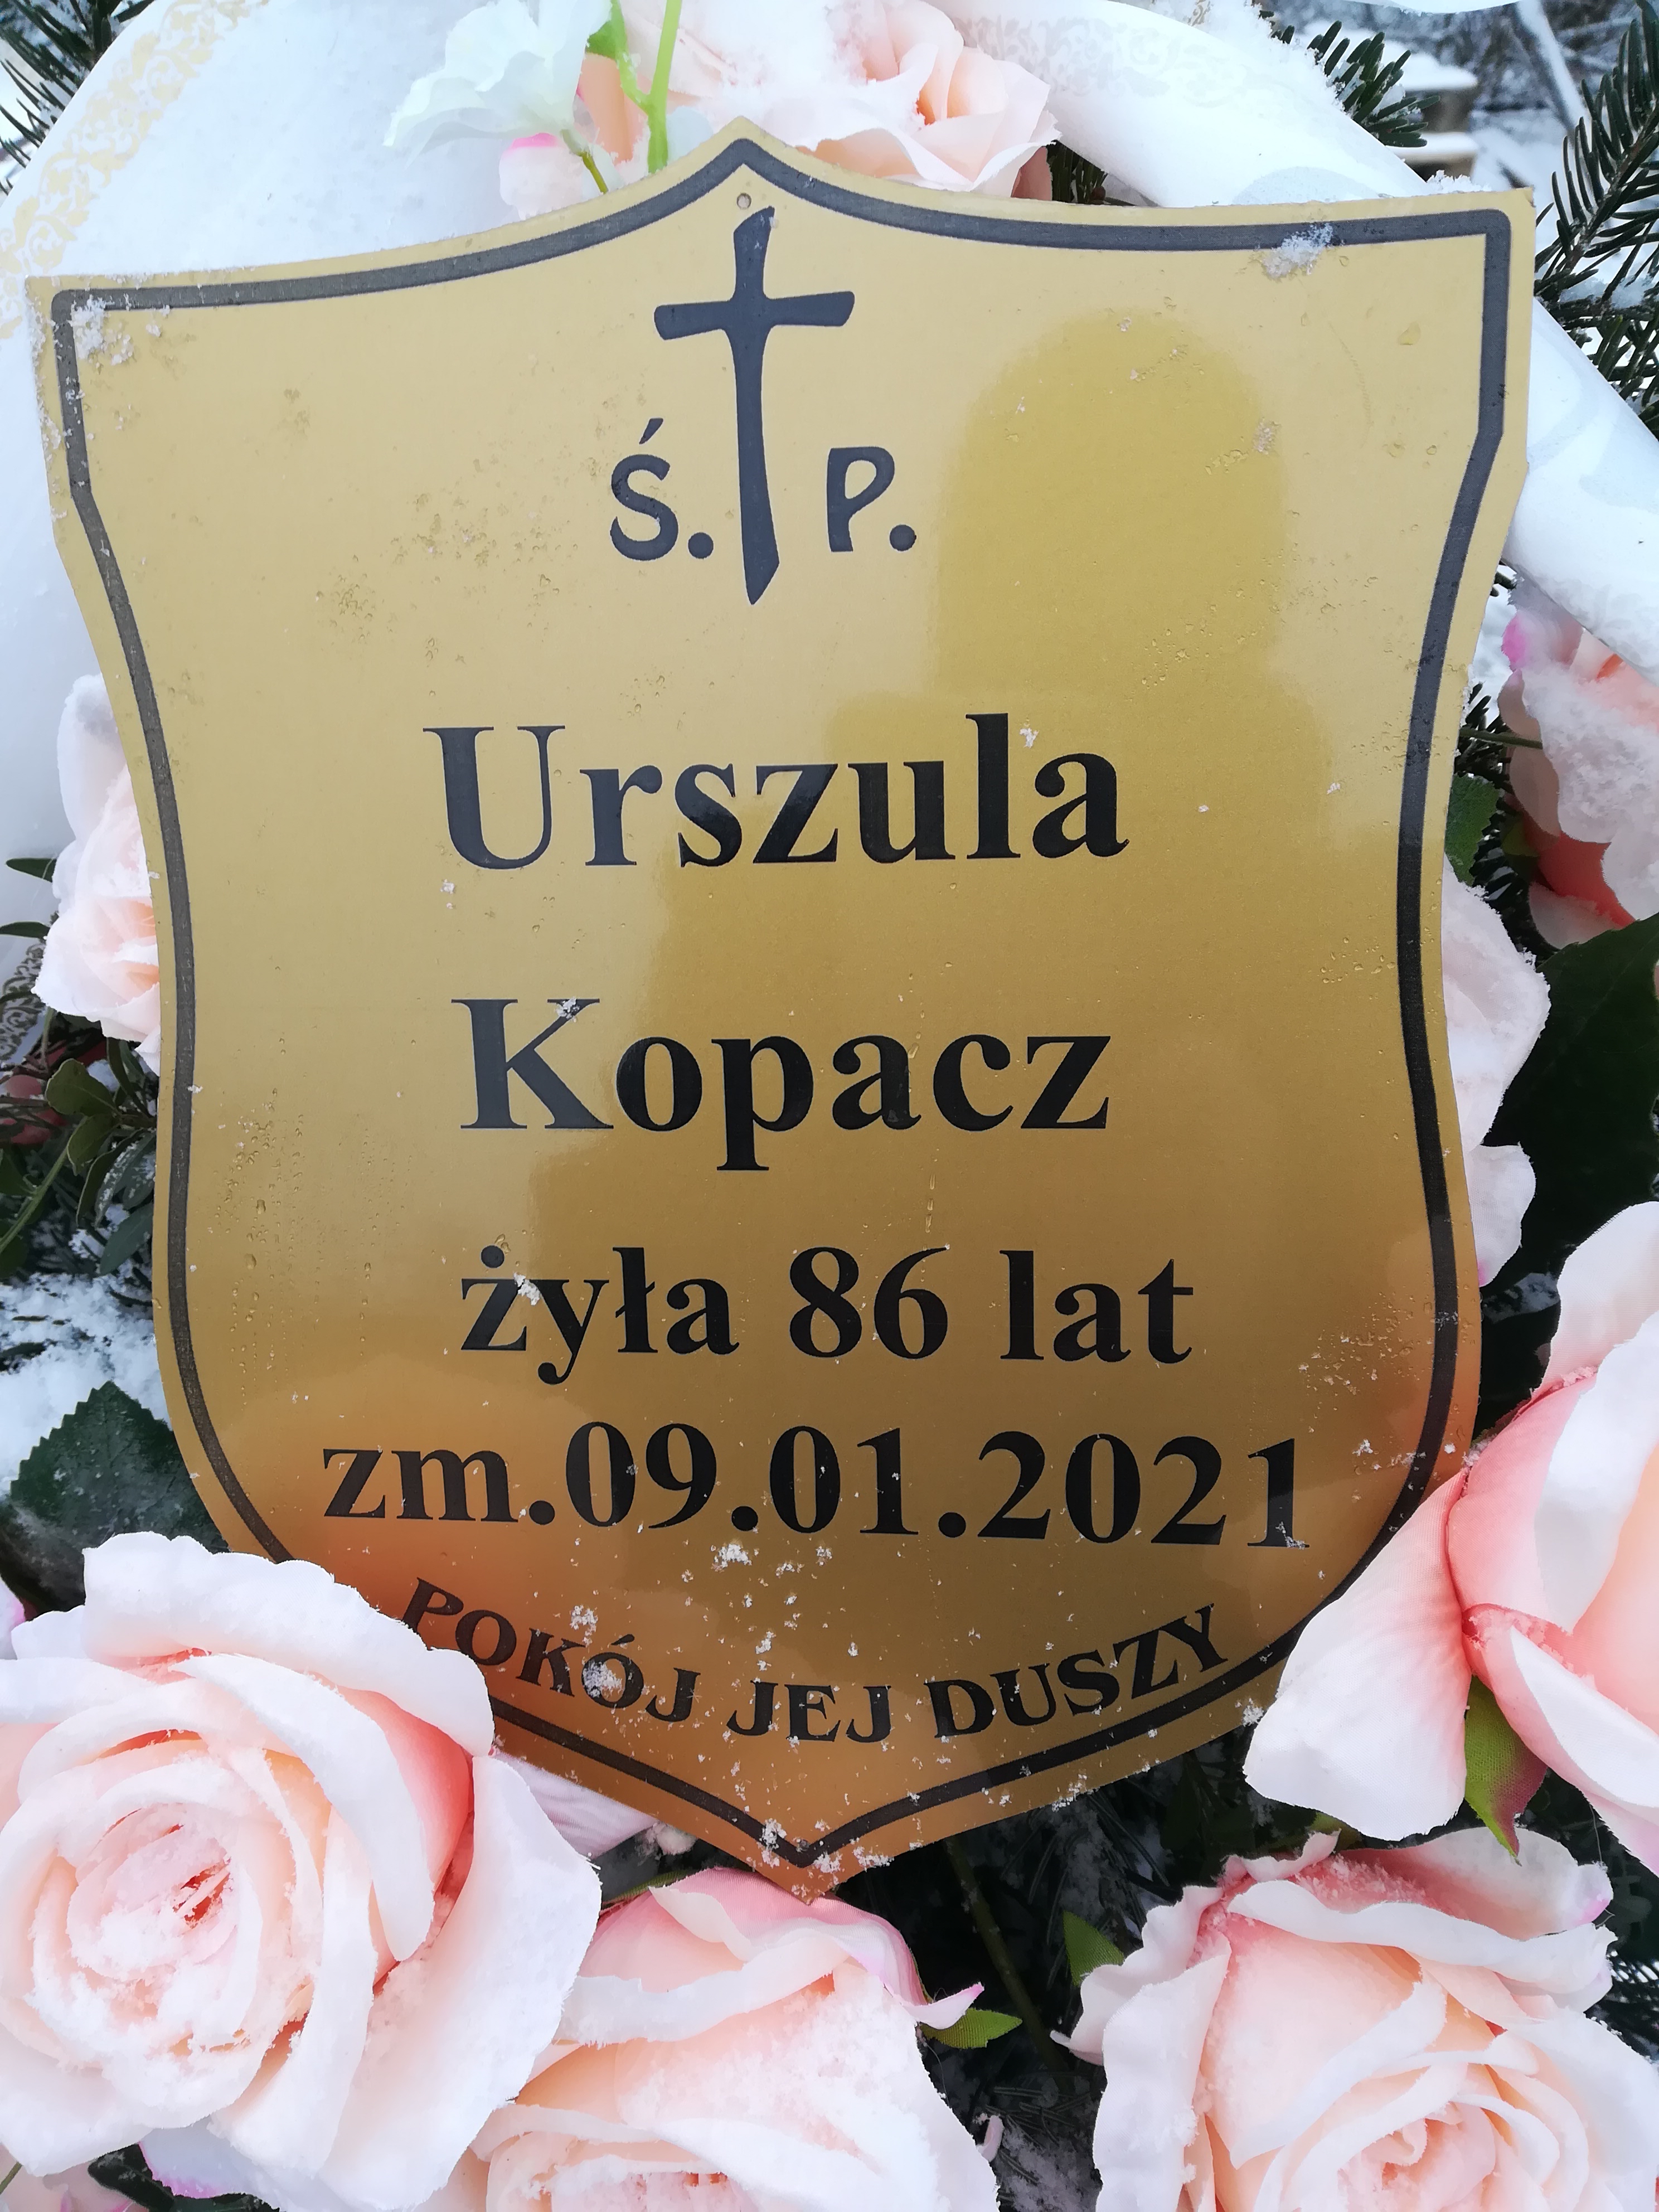 Ś. P.
Urszula
Kopacz
żyła 86 lat
zm.09.01.2021
POKÓJ JEJ DUSZY